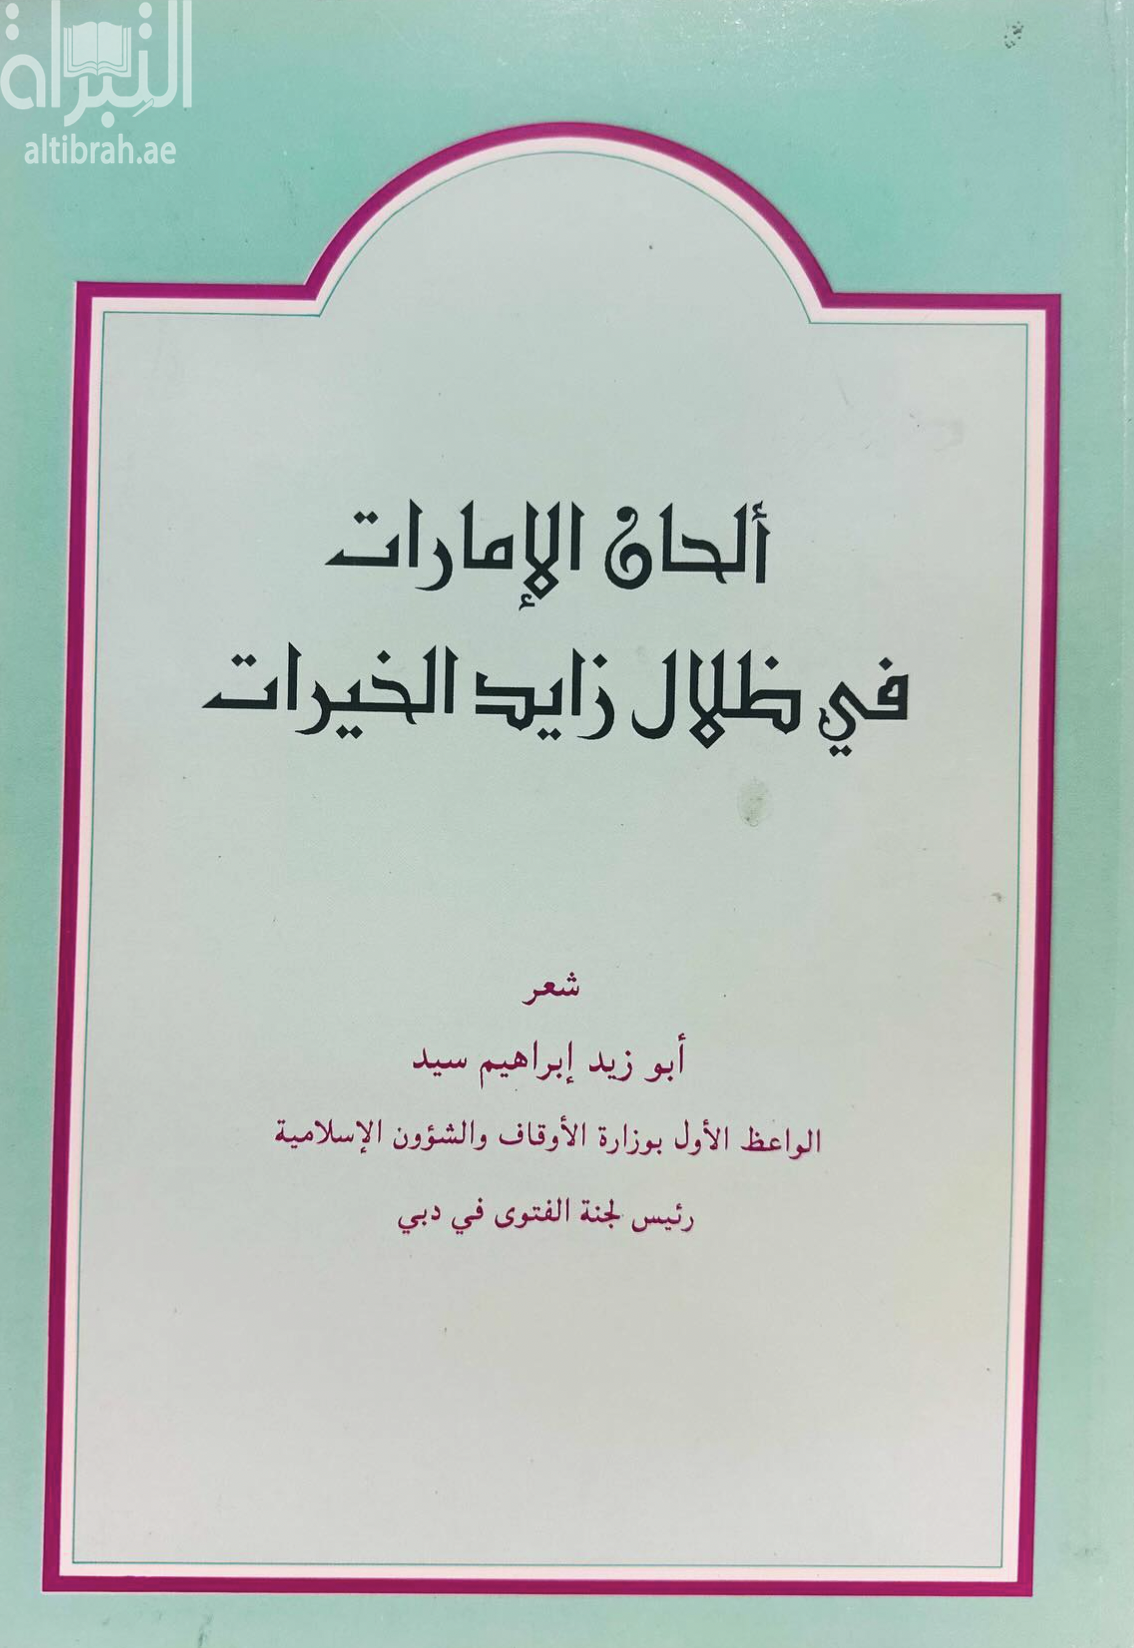 التبراة
altibrah.ae
ألحان الإمارات
في ظلال زايد الخيرات
شعر
أبو زيد إبراهيم سيد
الواعظ الأول بوزارة الأوقاف والشؤون الإسلامية
رئيس لجنة الفتوى في دبي